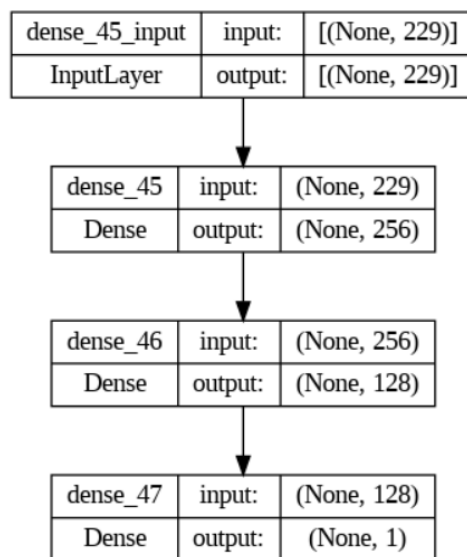 dense_45_input input: [(None, 229)]
InputLayer output: [(None, 229)]
dense_45 input: (None, 229)
Dense output: (None, 256)
dense_46 input: (None, 256)
Dense output: (None, 128)
dense_47 input: (None, 128)
Dense output: (None, 1)